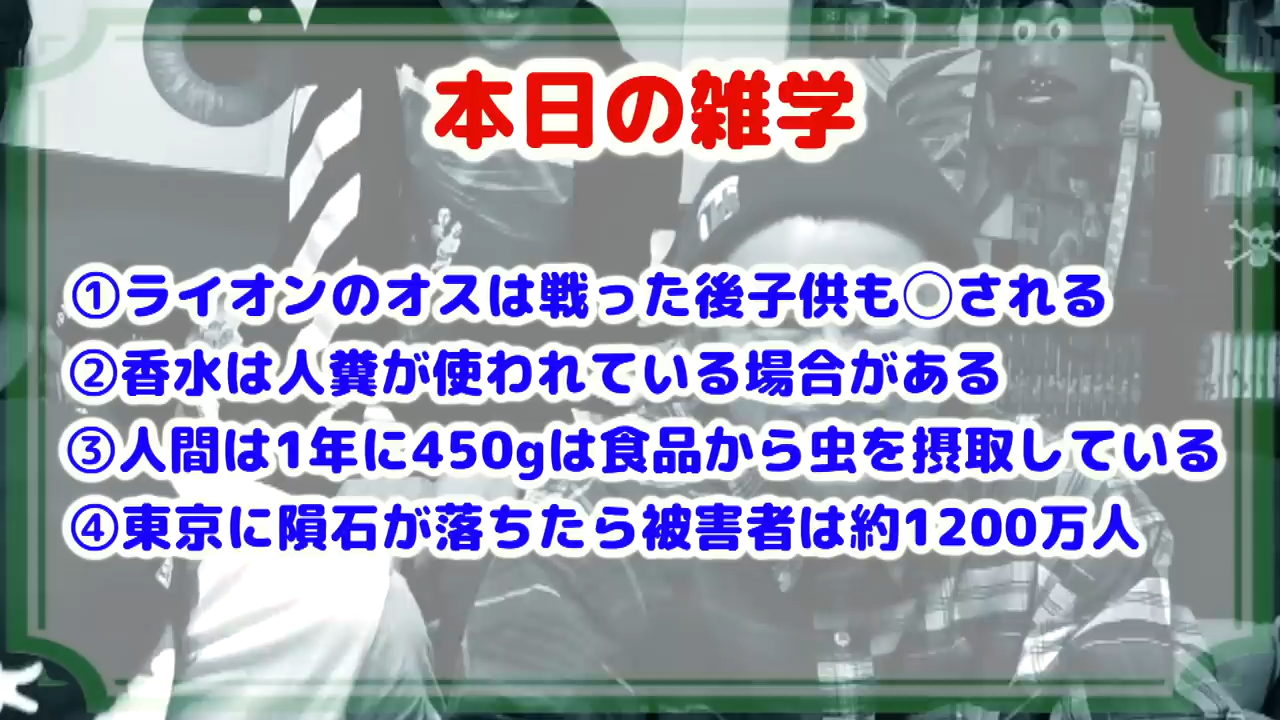 本日の雑学
①ライオンのオスは戦った後子供も◯される
②香水は人糞が使われている場合がある
③人間は1年に450gは食品から虫を摂取している
④東京に隕石が落ちたら被害者は約1200万人